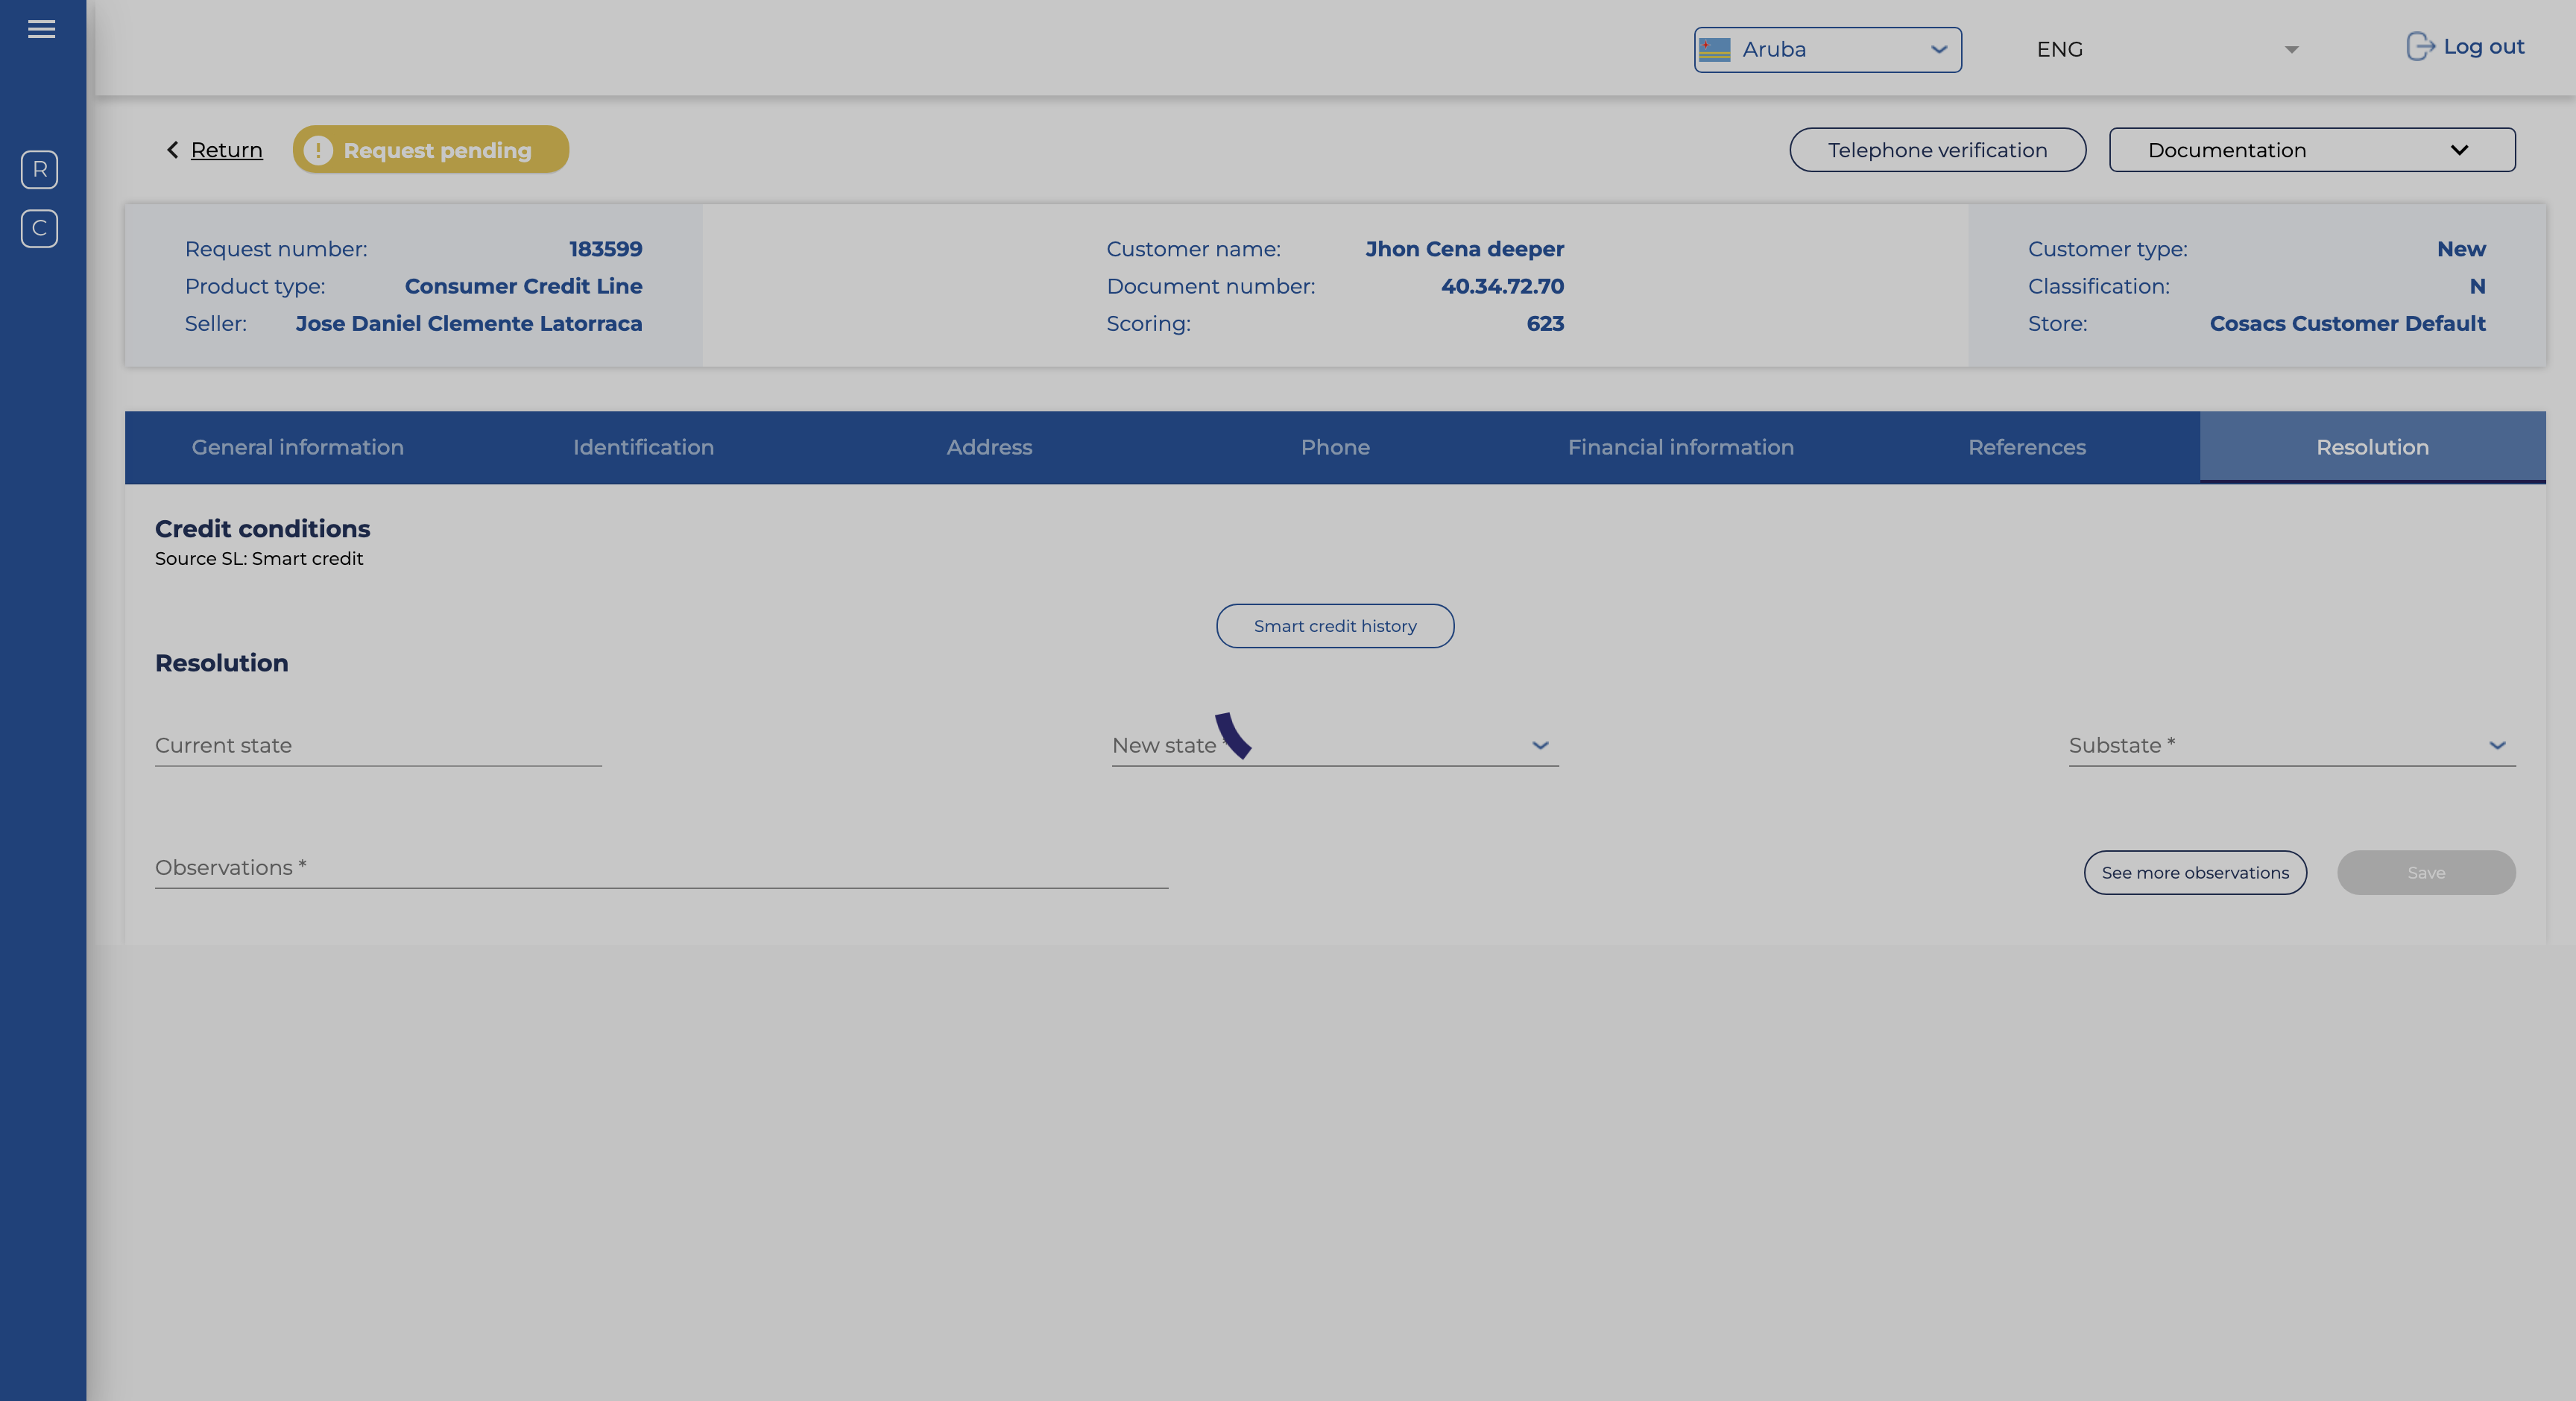 Aruba
ENG
Log out
R
C
Return
Request pending
Telephone verification
Documentation
Request number: 183599
Product type: Consumer Credit Line
Seller: Jose Daniel Clemente Latorraca
Customer name: Jhon Cena deeper
Document number: 40.34.72.70
Scoring: 623
Customer type: New
Classification: N
Store: Cosacs Customer Default
General information
Identification
Address
Phone
Financial information
References
Resolution
Credit conditions
Source SL: Smart credit
Smart credit history
Resolution
Current state
New state *
Substate *
Observations *
See more observations
Save